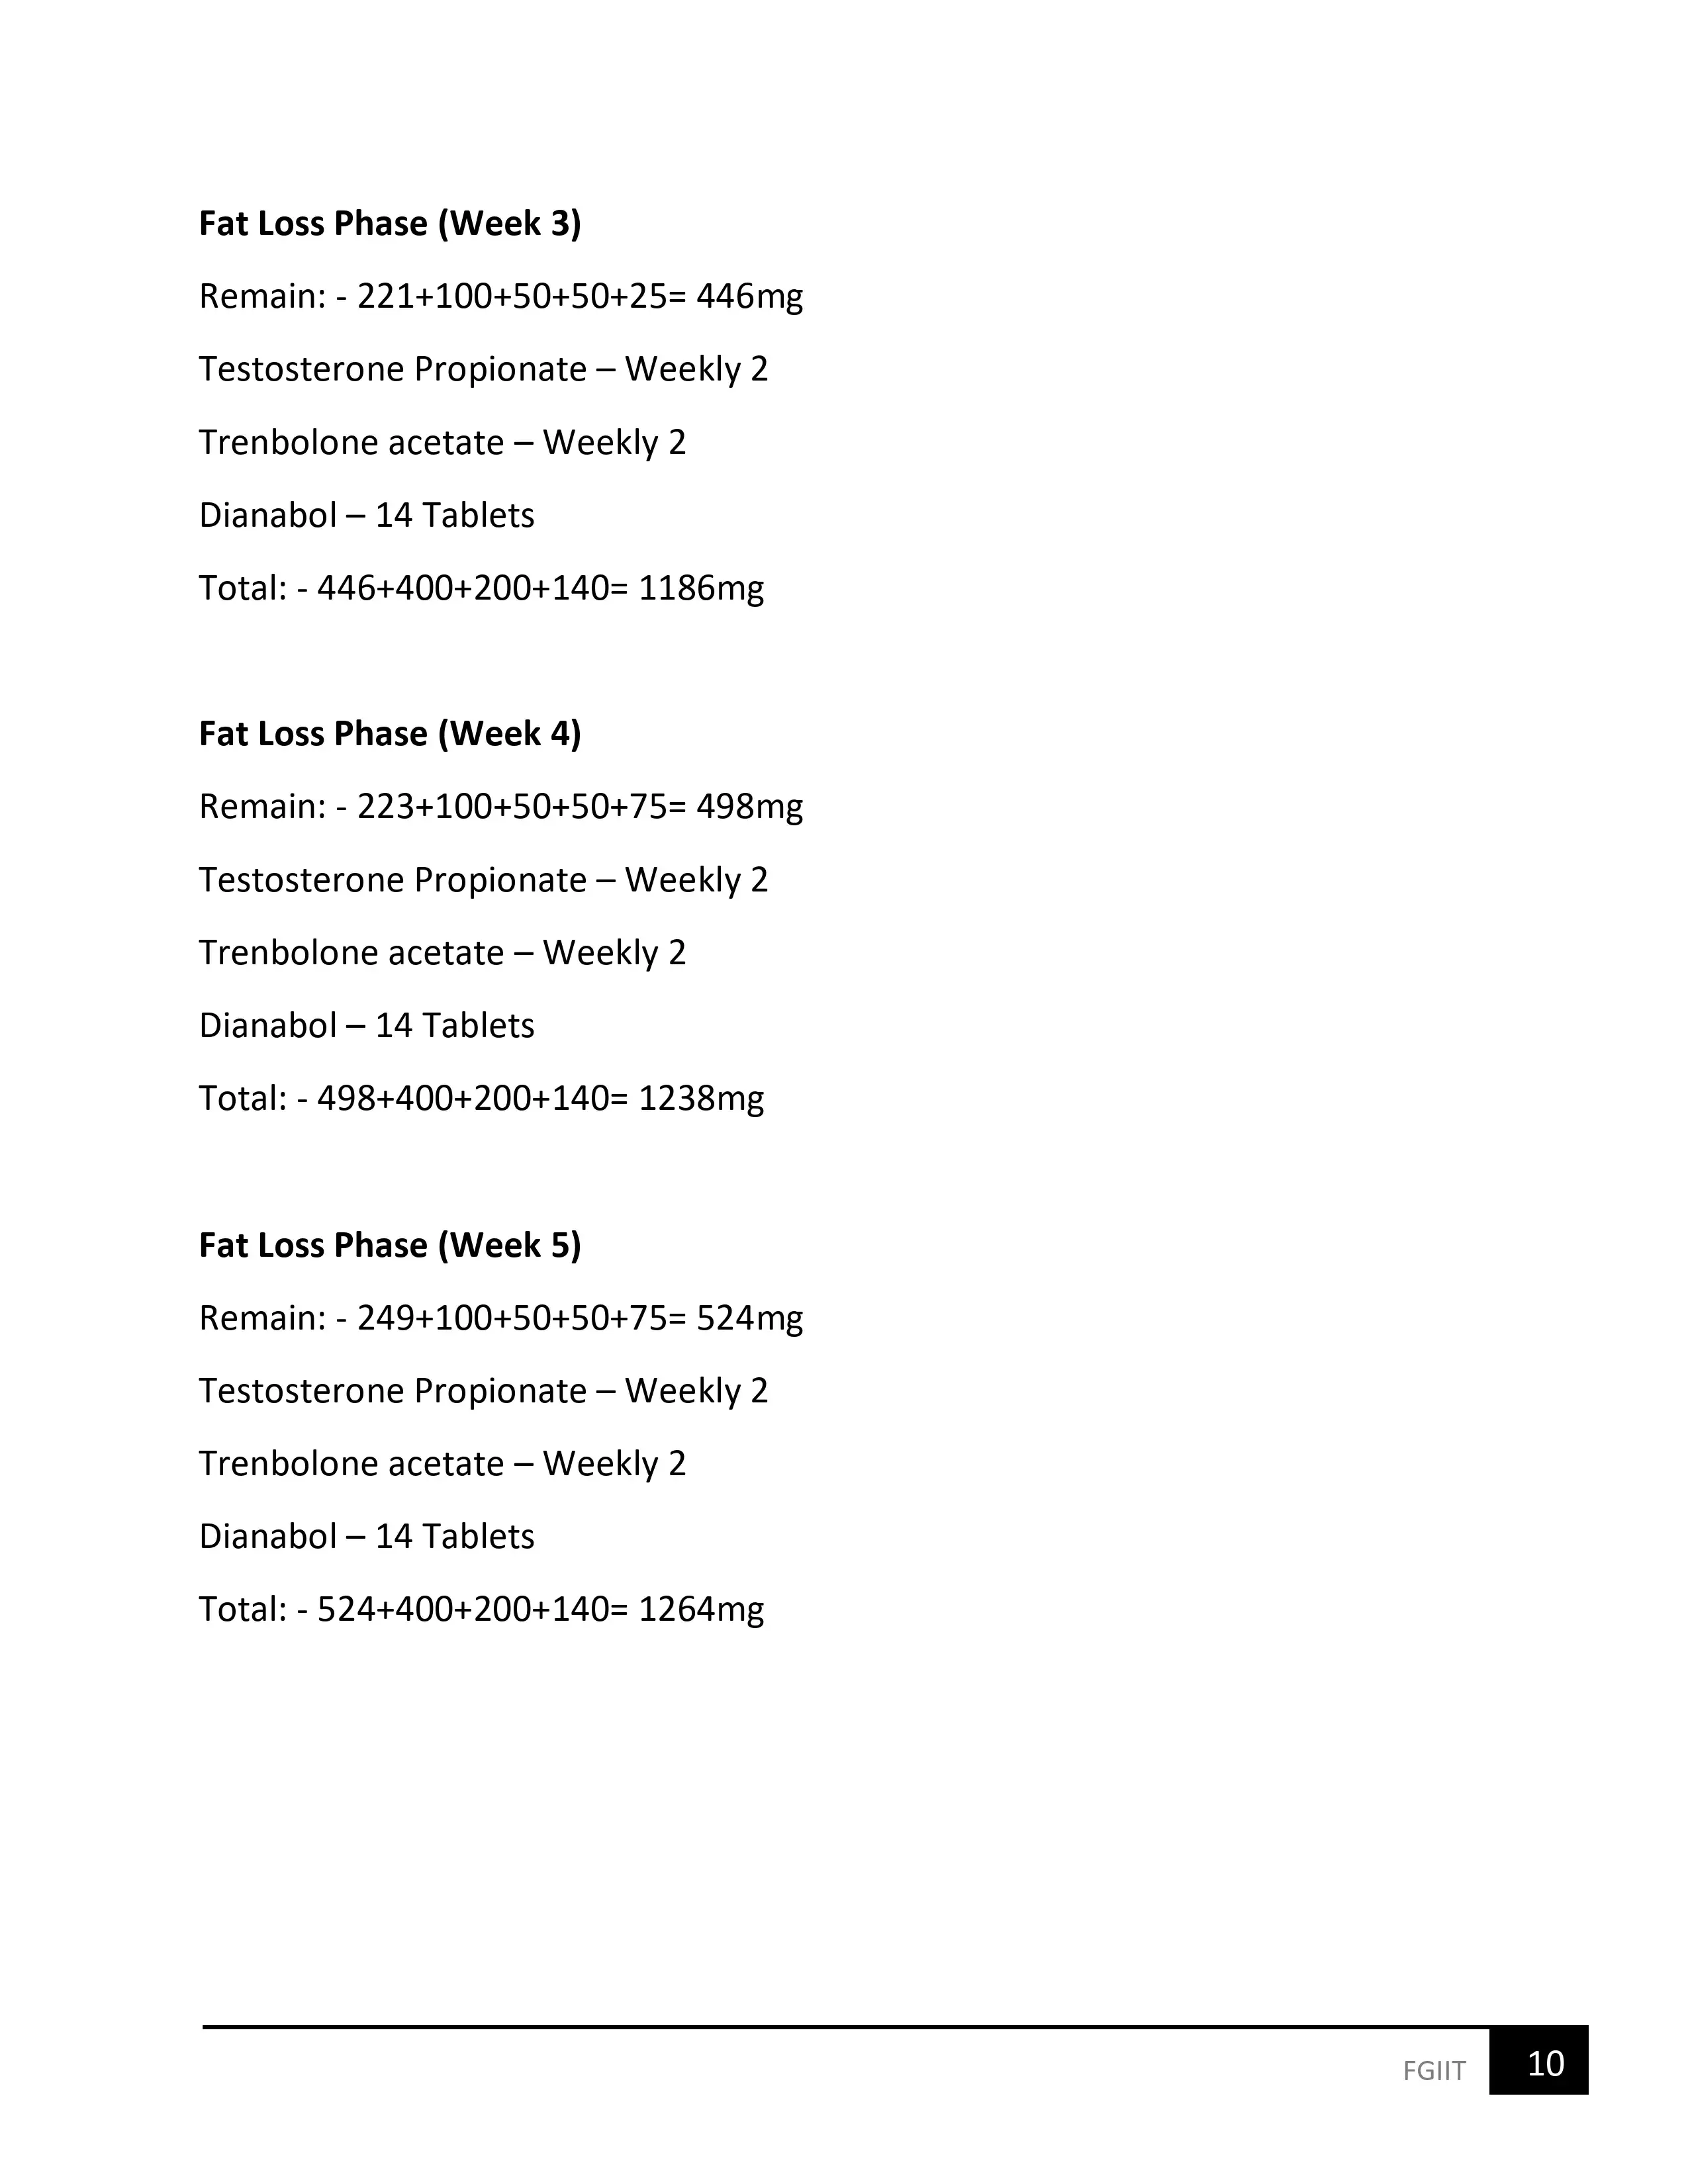 Fat Loss Phase (Week 3)
Remain: - 221+100+50+50+25= 446mg
Testosterone Propionate – Weekly 2
Trenbolone acetate – Weekly 2
Dianabol – 14 Tablets
Total: - 446+400+200+140= 1186mg
Fat Loss Phase (Week 4)
Remain: - 223+100+50+50+75= 498mg
Testosterone Propionate – Weekly 2
Trenbolone acetate – Weekly 2
Dianabol – 14 Tablets
Total: - 498+400+200+140= 1238mg
Fat Loss Phase (Week 5)
Remain: - 249+100+50+50+75= 524mg
Testosterone Propionate – Weekly 2
Trenbolone acetate – Weekly 2
Dianabol – 14 Tablets
Total: - 524+400+200+140= 1264mg
FGIIT 10